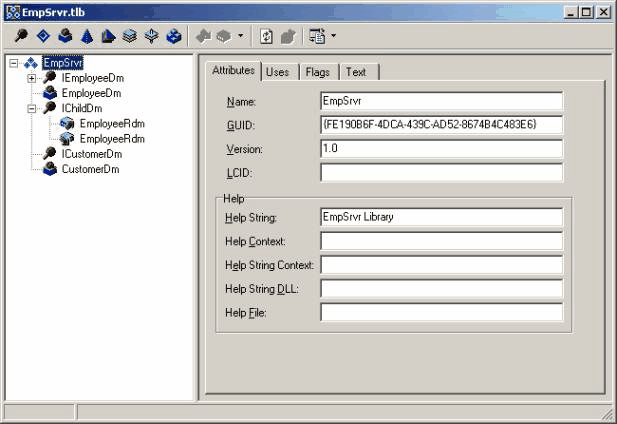 EmpSrvr.tlb
EmpSrvr
IEmployeeDm
EmployeeDm
IChildDm
EmployeeRdm
EmployeeRdm
ICustomerDm
CustomerDm
Attributes Uses Flags Text
Name: EmpSrvr
GUID: {FE190B6F-4DCA-439C-AD52-8674B4C483E6}
Version: 1.0
LCID:
Help
Help String: EmpSrvr Library
Help Context:
Help String Context:
Help String DLL:
Help File: